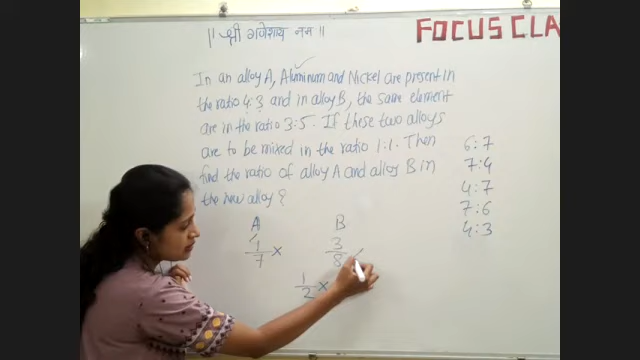 || श्री गणेशाय नमः ||
FOCUS CLA
In an alloy A, Aluminum and Nickel are present in
the ratio 4:3 and in alloy B, the same element
are in the ratio 3:5. If these two alloys
are to be mixed in the ratio 1:1. Then
find the ratio of alloy A and alloy B in
the new alloy ?
6:7
7:4
4:7
7:6
4:3
A B
4/7 × 3/8
1/2 ×